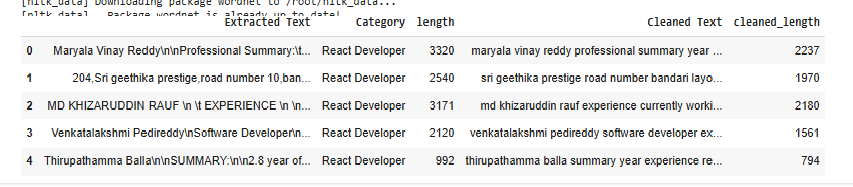 [nltk_data] Downloading package wordnet to /root/nltk_data...
[nltk_data] Package wordnet is already up-to-date!
Extracted Text Category length Cleaned Text cleaned_length
0 Maryala Vinay Reddy\n\nProfessional Summary:\t... React Developer 3320 maryala vinay reddy professional summary year ... 2237
1 204,Sri geethika prestige,road number 10,ban... React Developer 2540 sri geethika prestige road number bandari layo... 1970
2 MD KHIZARUDDIN RAUF \n \t EXPERIENCE \n \n... React Developer 3171 md khizaruddin rauf experience currently worki... 2180
3 Venkatalakshmi Pedireddy\nSoftware Developer\n... React Developer 2120 venkatalakshmi pedireddy software developer ex... 1561
4 Thirupathamma Balla\n\nSUMMARY:\n\n2.8 year of... React Developer 992 thirupathamma balla summary year experience re... 794